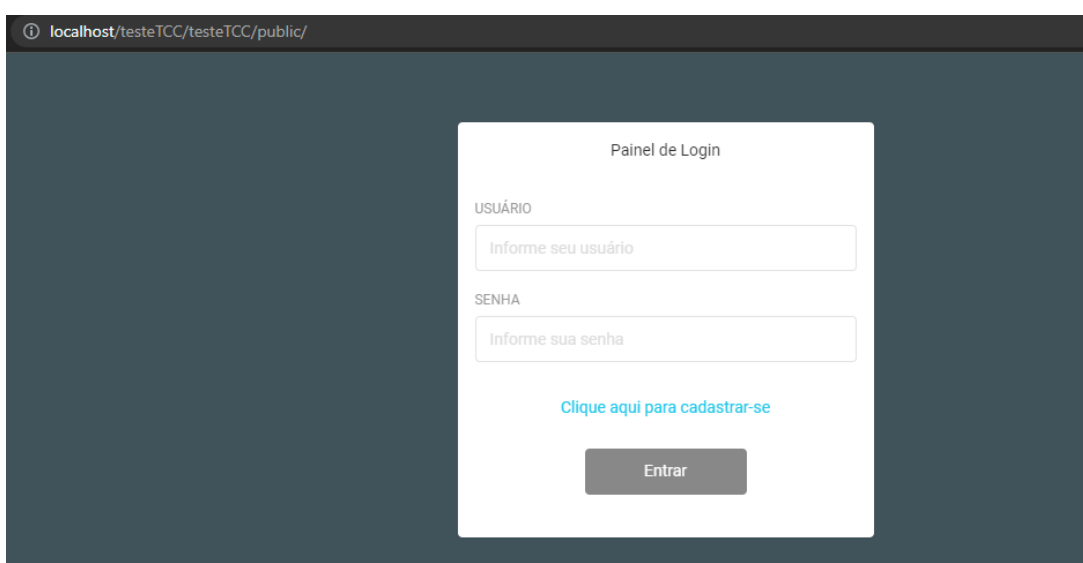 localhost/testeTCC/testeTCC/public/
Painel de Login
USUÁRIO
Informe seu usuário
SENHA
Informe sua senha
Clique aqui para cadastrar-se
Entrar